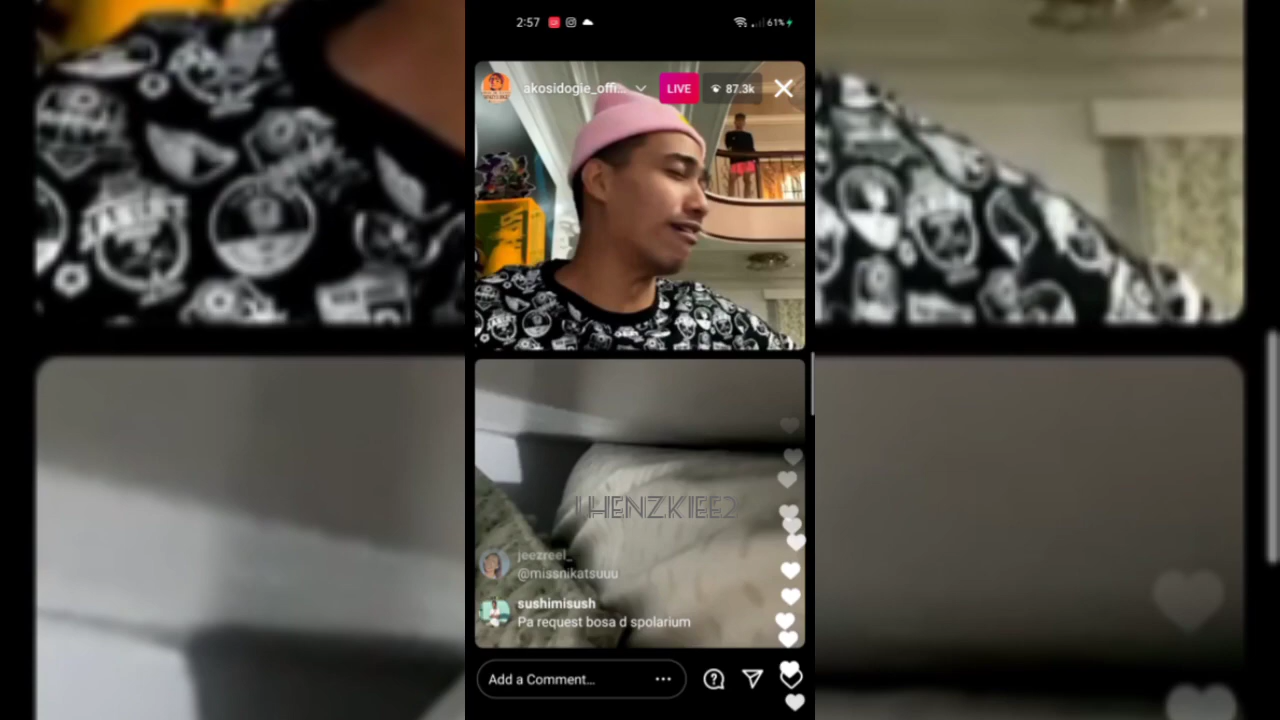 2:57
61%
akosidogie_offi...
LIVE
87.3k
LHENZKIEE2
jeezreel_
@missnikatsuuu
sushimisush
Pa request bosa d spolarium
Add a Comment...